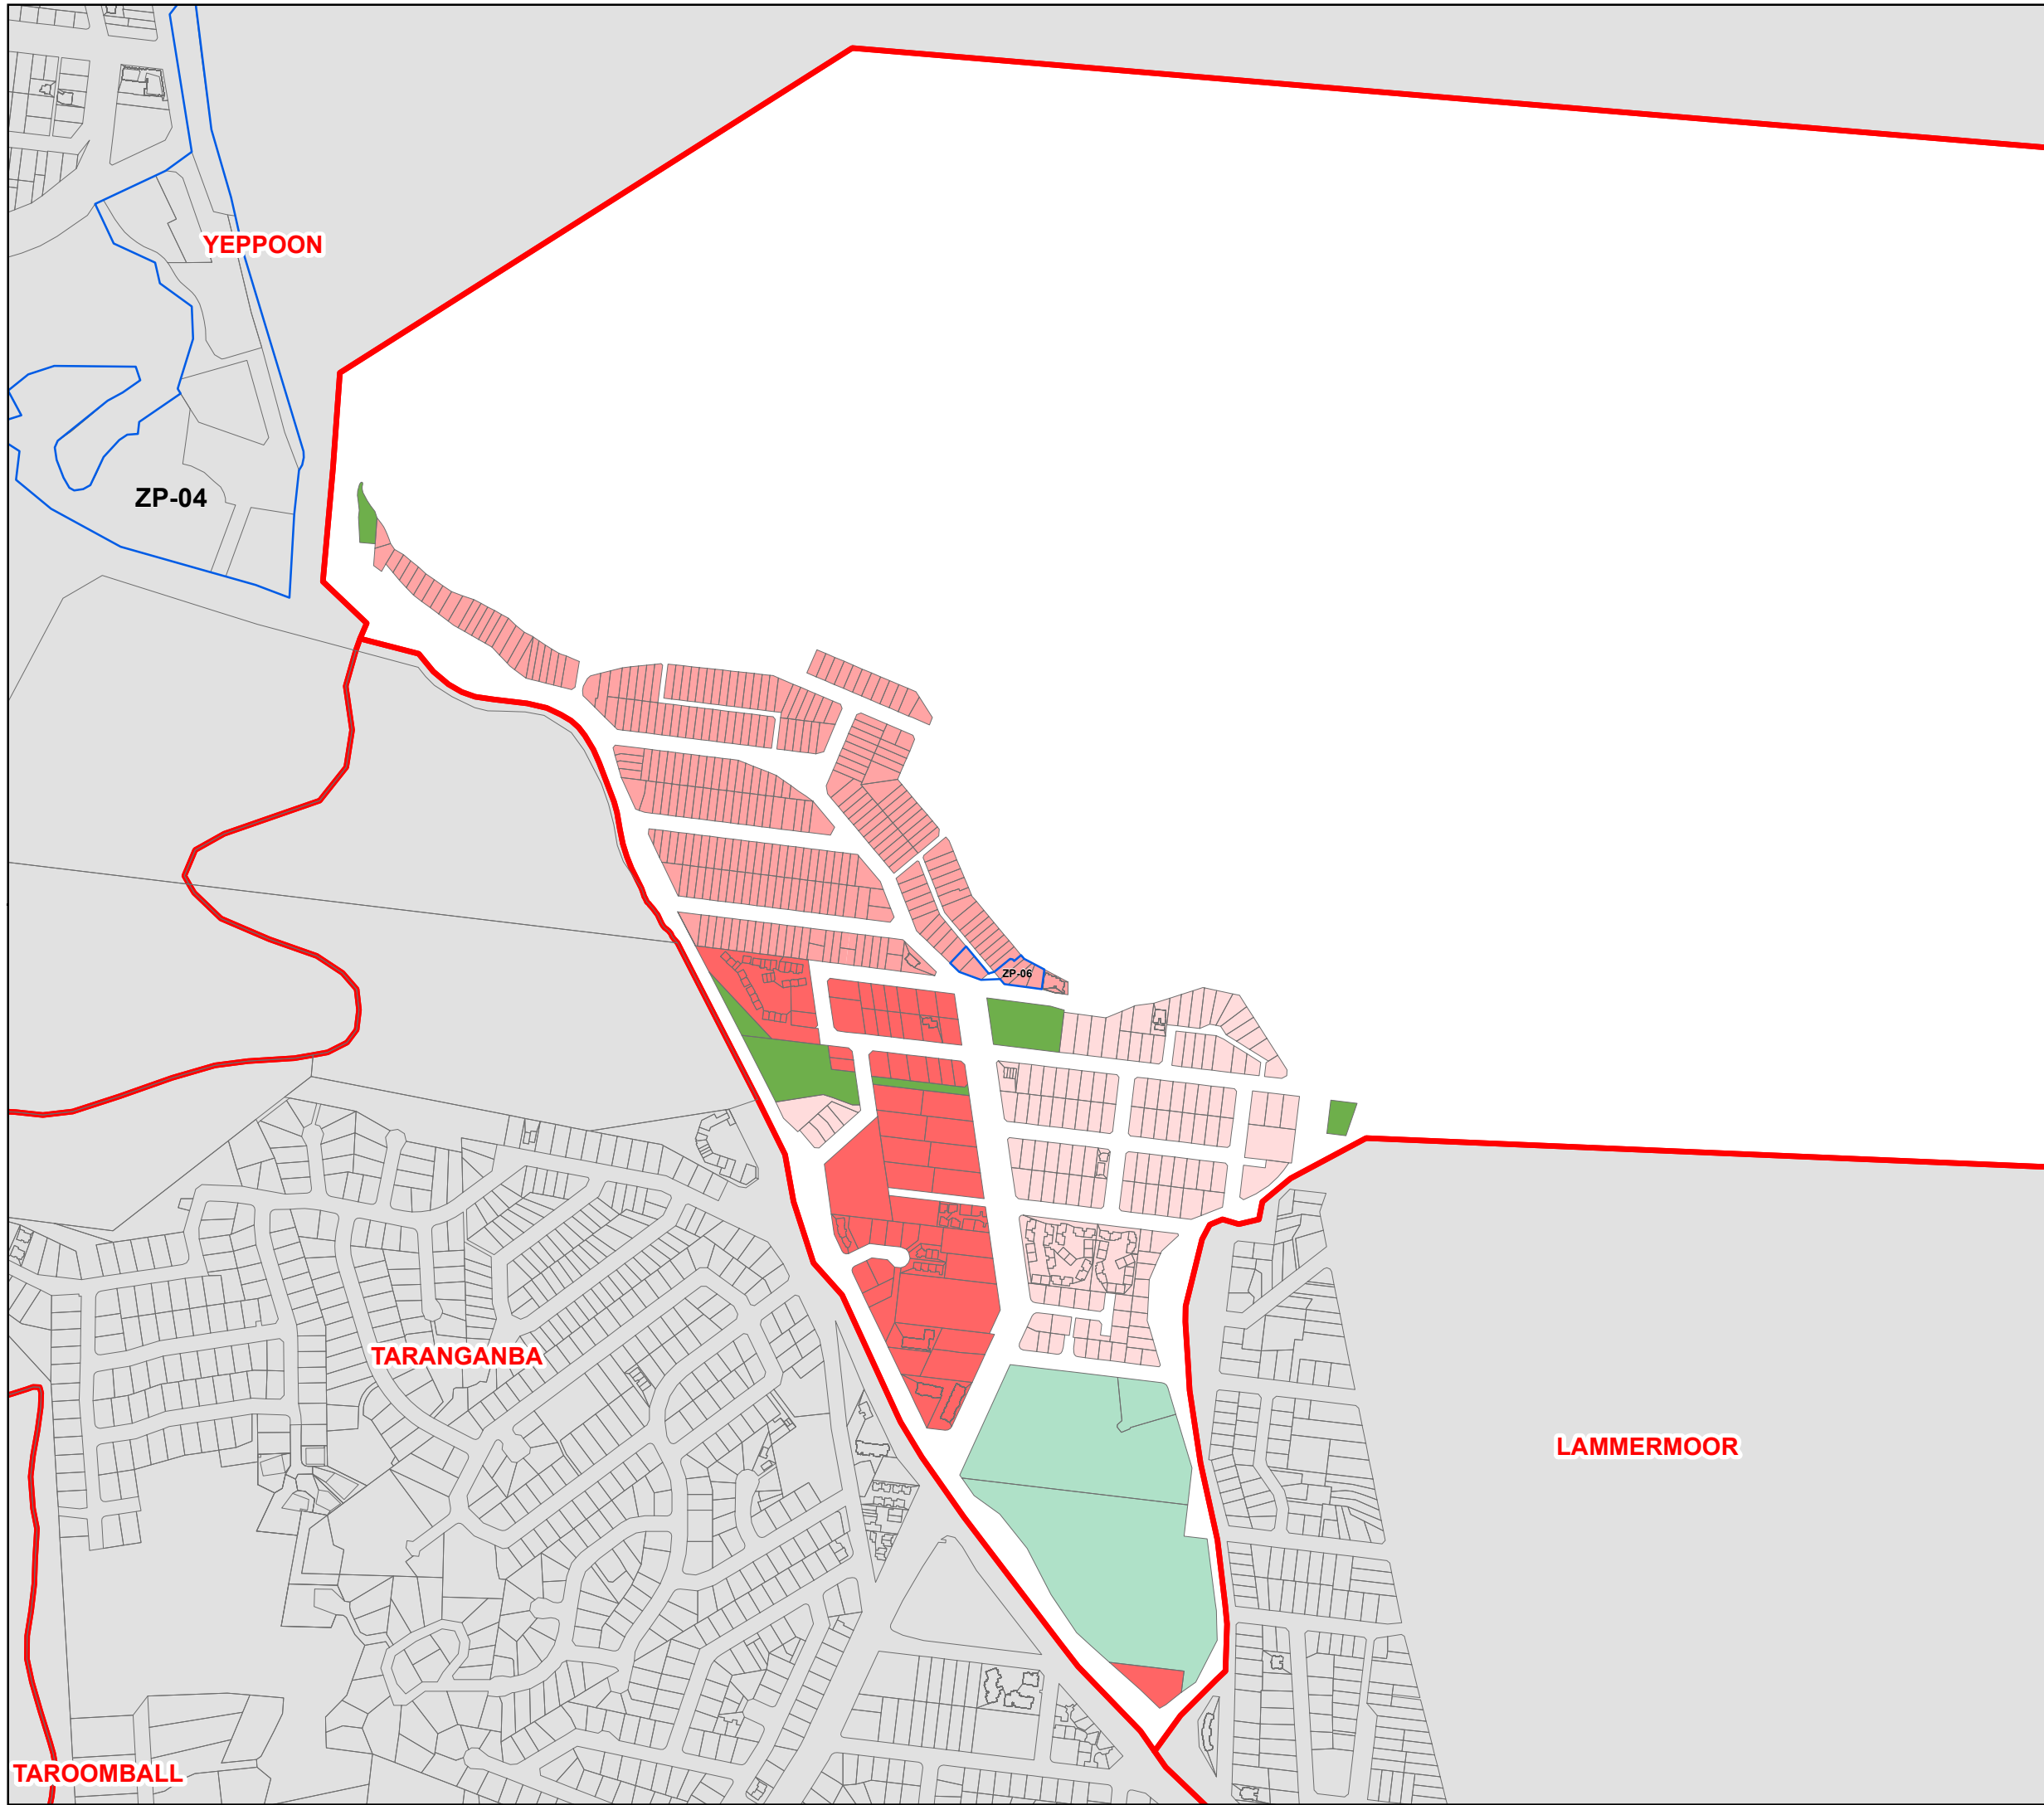 YEPPOON
ZP-04
ZP-06
TARANGANBA
LAMMERMOOR
TAROOMBALL